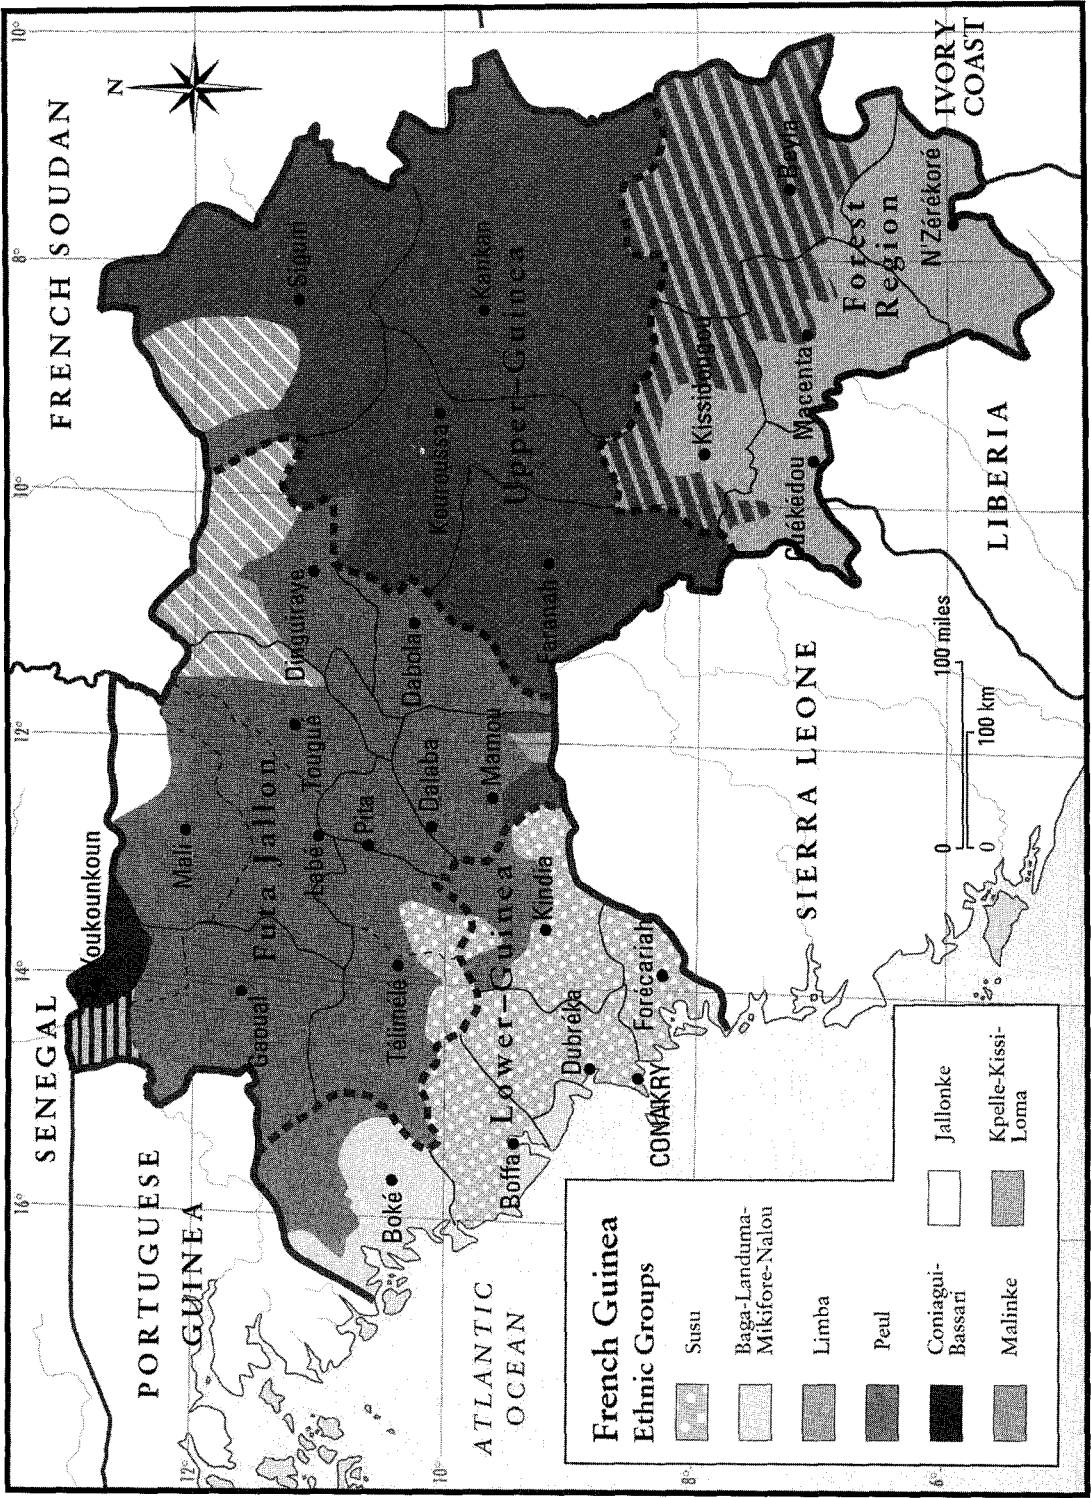 French Guinea
Ethnic Groups
Susu
Baga-Landuma-
Mikifore-Nalou
Limba
Peul
Coniagui-
Bassari
Malinke
Jallonke
Kpelle-Kissi-
Loma
SENEGAL
FRENCH SOUDAN
PORTUGUESE
GUINEA
ATLANTIC
OCEAN
SIERRA LEONE
LIBERIA
IVORY
COAST
N
Futa Jallon
Lower-Guinea
Upper-Guinea
Forest
Region
Youkounkoun
Mali
Gaoual
Labé
Tougué
Pita
Dalaba
Télimélé
Mamou
Dabola
Dinguiraye
Siguiri
Kouroussa
Kankan
Faranah
Kissidougou
Guékédou
Macenta
Beyla
N'Zérékoré
Boké
Boffa
Dubréka
CONAKRY
Forécariah
Kindia
0
100 miles
0
100 km
16°
14°
12°
10°
8°
10°
12°
10°
8°
6°